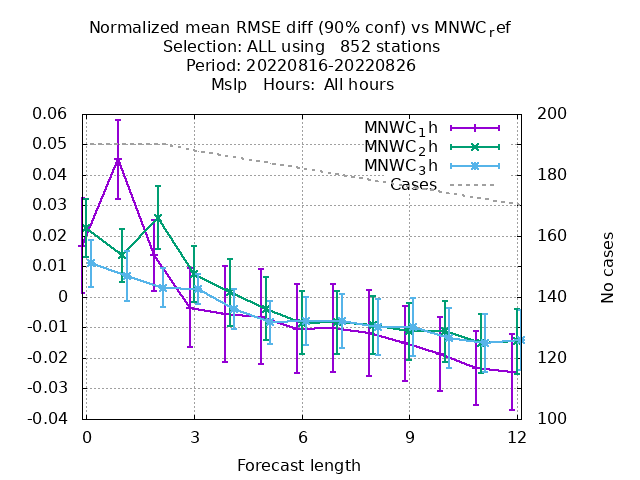 Normalized mean RMSE diff (90% conf) vs MNWC_ref
Selection: ALL using   852 stations
Period: 20220816-20220826
Mslp   Hours:  All hours
0.06
0.05
0.04
0.03
0.02
0.01
0
-0.01
-0.02
-0.03
-0.04
200
180
160
140
120
100
MNWC_1h
MNWC_2h
MNWC_3h
Cases
No cases
0 3 6 9 12
Forecast length